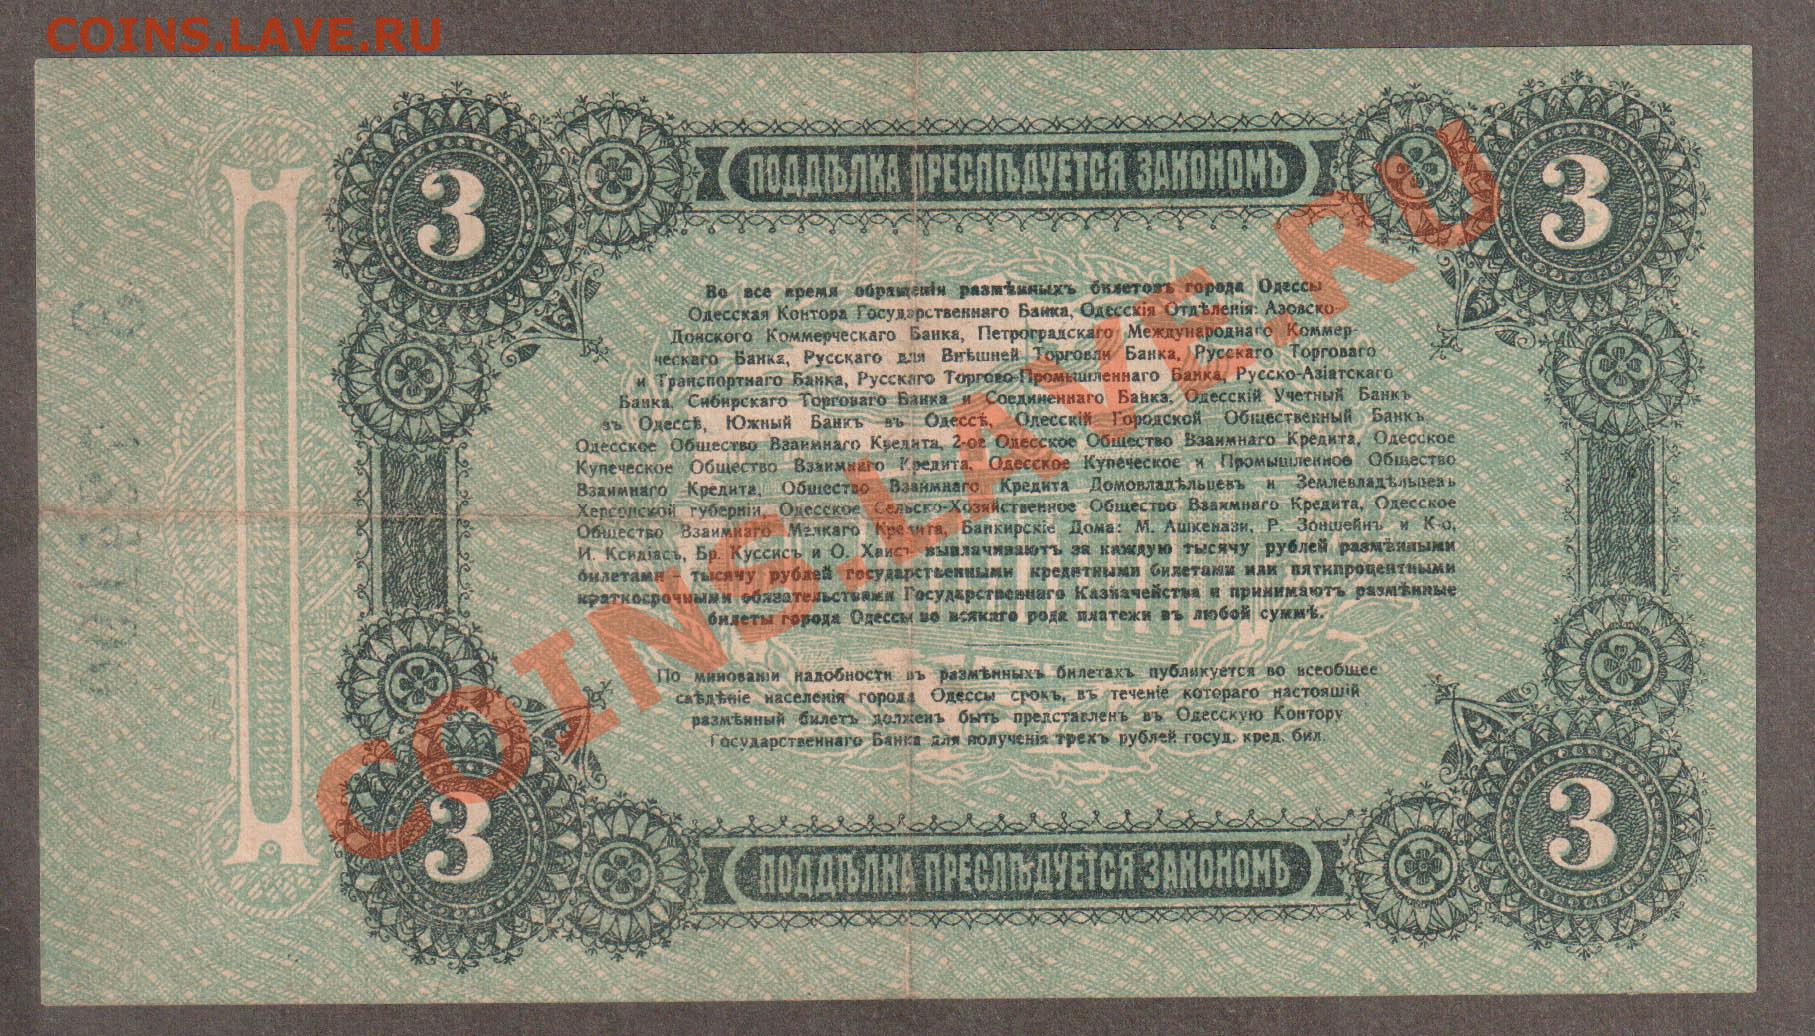 COINS.LAVE.RU
3
ПОДДѢЛКА ПРЕСЛѢДУЕТСЯ ЗАКОНОМЪ
3
Во все время обращенія размѣнныхъ билетовъ города Одессы
Одесская Контора Государственнаго Банка, Одесскія Отдѣленія: Азовско-
Донского Коммерческаго Банка, Петроградскаго Международнаго Коммер-
ческаго Банка, Русскаго для Внѣшней Торговли Банка, Русскаго Торговаго
и Транспортнаго Банка, Русскаго Торгово-Промышленнаго Банка, Русско-Азіатскаго
Банка, Сибирскаго Торговаго Банка и Соединеннаго Банка, Одесскій Учетный Банкъ
въ Одессѣ, Южный Банкъ въ Одессѣ, Одесскій Городской Общественный Банкъ
Одесское Общество Взаимнаго Кредита, 2-ое Одесское Общество Взаимнаго Кредита, Одесское
Купеческое Общество Взаимнаго Кредита, Одесское Купеческое и Промышленное Общество
Взаимнаго Кредита, Общество Взаимнаго Кредита Домовладѣльцевъ и Землевладѣльцевъ
Херсонской губерніи, Одесское Сельско-Хозяйственное Общество Взаимнаго Кредита, Одесское
Общество Взаимнаго Мелкаго Кредита, Банкирскіе Дома: М. Ашкенази, Р. Зоншейнъ и К-о,
И. Ксидіасъ, Бр. Куссисъ и О. Хаисъ выплачиваютъ за каждую тысячу рублей размѣнными
билетами тысячу рублей государственными кредитными билетами или пятипроцентными
краткосрочными обязательствами Государственнаго Казначейства и принимаютъ размѣнные
билеты города Одессы во всякаго рода платежи въ любой суммѣ.
По минованіи надобности въ размѣнныхъ билетахъ публикуется во всеобщее
свѣдѣніе населенія города Одессы срокъ, въ теченіе котораго настоящій
размѣнный билетъ долженъ быть представленъ въ Одесскую Контору
Государственнаго Банка для полученія трехъ рублей госуд. кред. бил.
3
ПОДДѢЛКА ПРЕСЛѢДУЕТСЯ ЗАКОНОМЪ
3
COINS.LAVE.RU